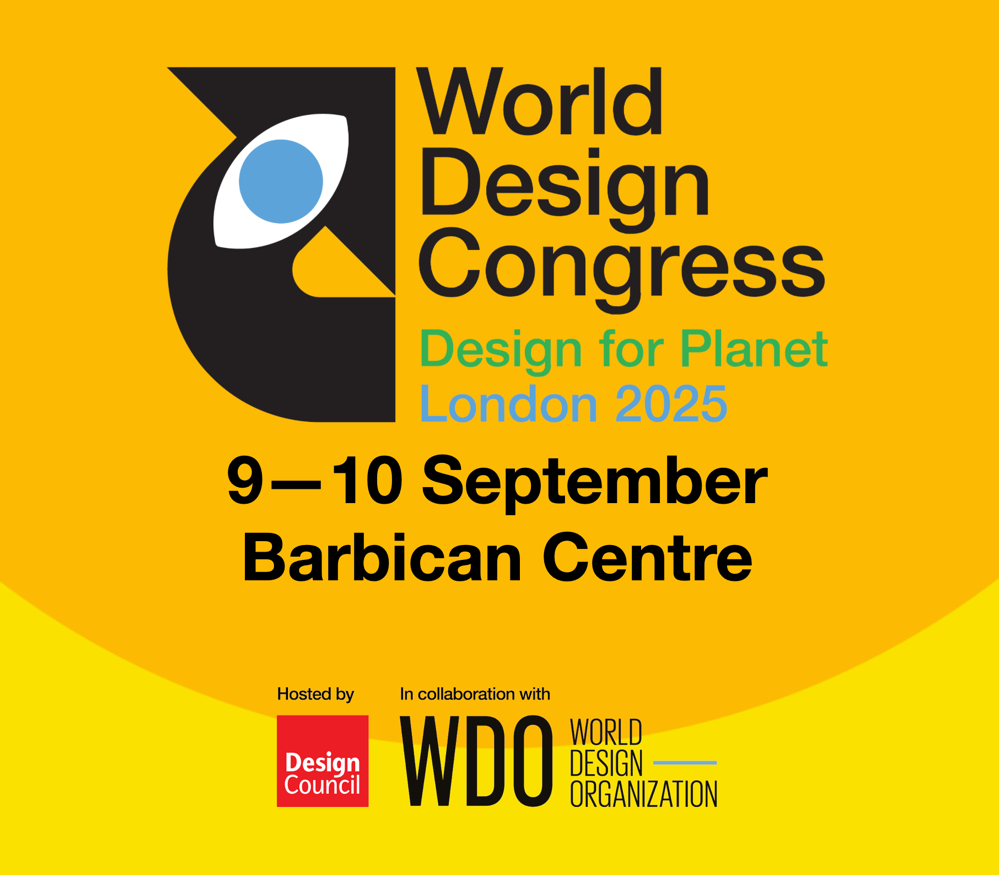 World
Design
Congress
Design for Planet
London 2025
9—10 September
Barbican Centre
Hosted by
Design
Council
In collaboration with
WDO
WORLD
DESIGN
ORGANIZATION